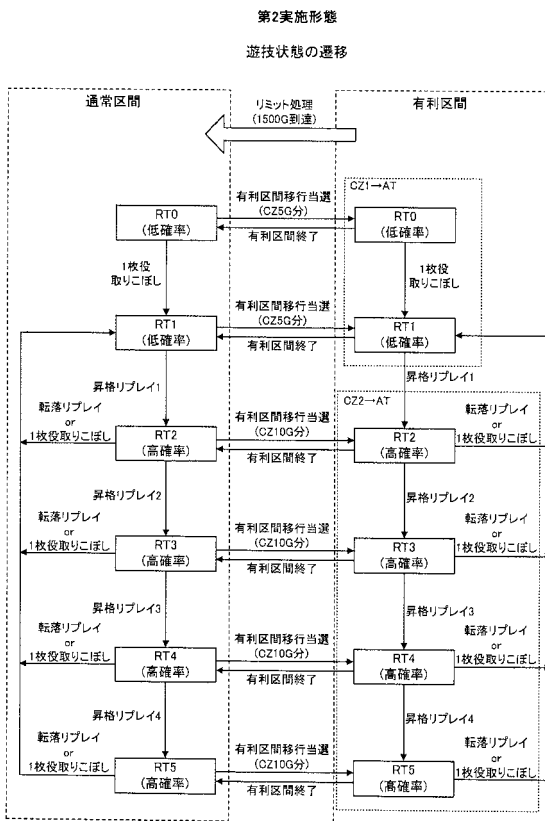 第2実施形態
遊技状態の遷移
通常区間
リミット処理
(1500G到達)
有利区間
CZ1→AT
RT0
(低確率)
有利区間移行当選
(CZ5G分)
有利区間終了
RT0
(低確率)
1枚役
取りこぼし
1枚役
取りこぼし
RT1
(低確率)
有利区間移行当選
(CZ5G分)
有利区間終了
RT1
(低確率)
昇格リプレイ1
昇格リプレイ1
CZ2→AT
転落リプレイ
or
1枚役取りこぼし
RT2
(高確率)
有利区間移行当選
(CZ10G分)
有利区間終了
RT2
(高確率)
転落リプレイ
or
1枚役取りこぼし
昇格リプレイ2
昇格リプレイ2
転落リプレイ
or
1枚役取りこぼし
RT3
(高確率)
有利区間移行当選
(CZ10G分)
有利区間終了
RT3
(高確率)
転落リプレイ
or
1枚役取りこぼし
昇格リプレイ3
昇格リプレイ3
転落リプレイ
or
1枚役取りこぼし
RT4
(高確率)
有利区間移行当選
(CZ10G分)
有利区間終了
RT4
(高確率)
転落リプレイ
or
1枚役取りこぼし
昇格リプレイ4
昇格リプレイ4
転落リプレイ
or
1枚役取りこぼし
RT5
(高確率)
有利区間移行当選
(CZ10G分)
有利区間終了
RT5
(高確率)
転落リプレイ
or
1枚役取りこぼし